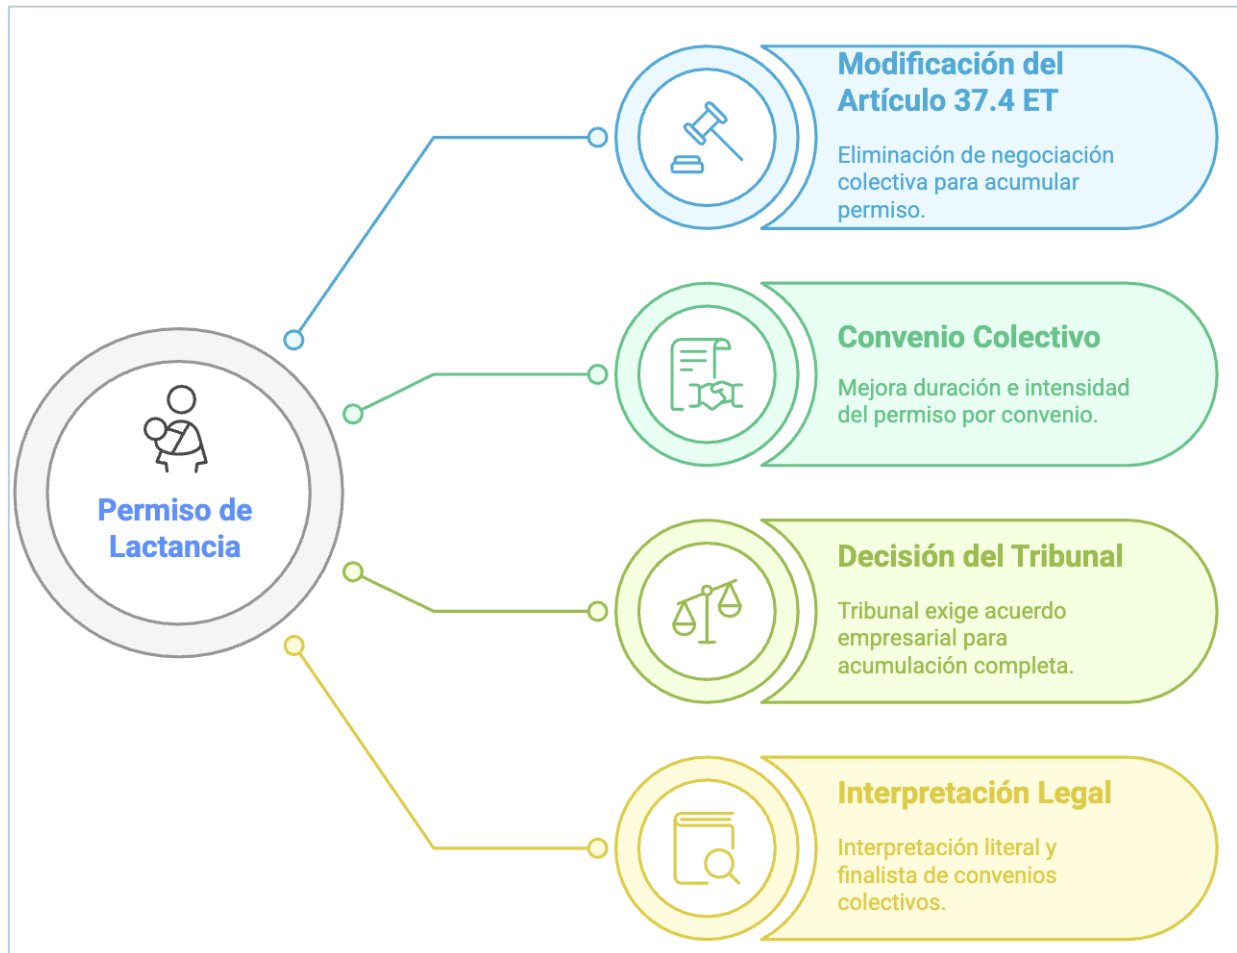 Permiso de
Lactancia
Modificación del
Artículo 37.4 ET
Eliminación de negociación
colectiva para acumular
permiso.
Convenio Colectivo
Mejora duración e intensidad
del permiso por convenio.
Decisión del Tribunal
Tribunal exige acuerdo
empresarial para
acumulación completa.
Interpretación Legal
Interpretación literal y
finalista de convenios
colectivos.